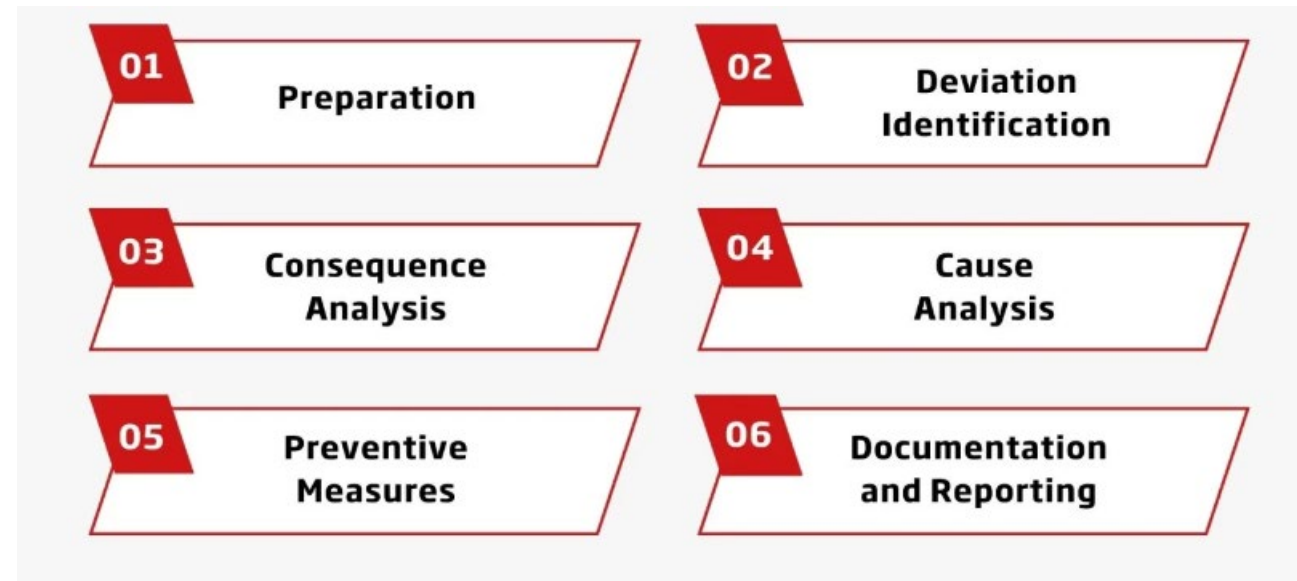 01
Preparation
02
Deviation
Identification
03
Consequence
Analysis
04
Cause
Analysis
05
Preventive
Measures
06
Documentation
and Reporting